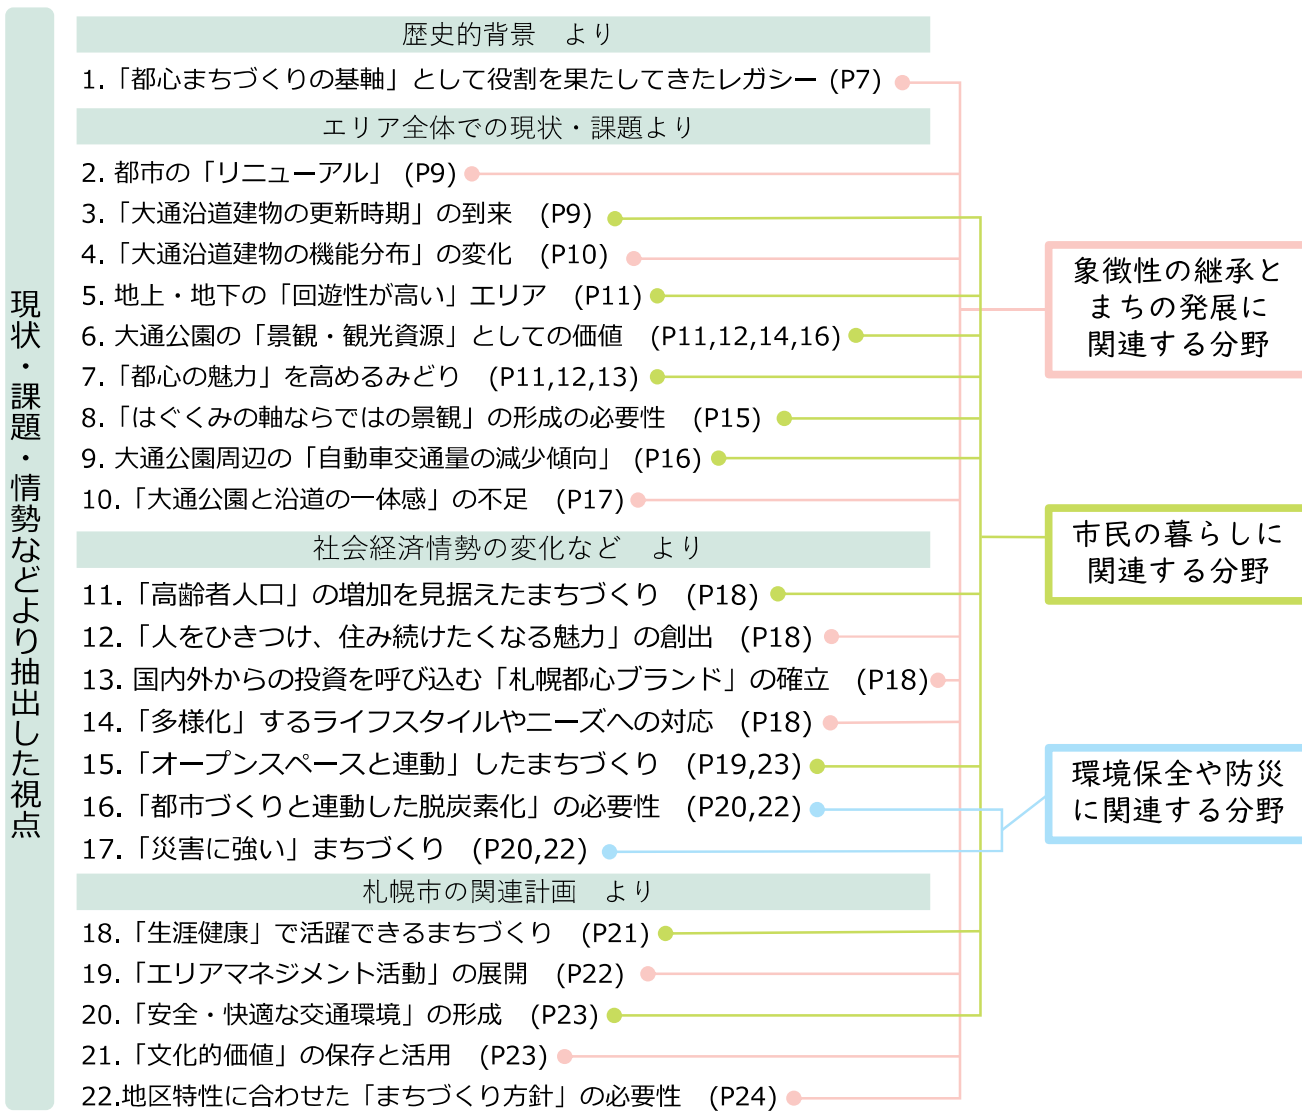 現状・課題・情勢などより抽出した視点
歴史的背景　より
1.「都心まちづくりの基軸」として役割を果たしてきたレガシー (P7)
エリア全体での現状・課題より
2. 都市の「リニューアル」 (P9)
3.「大通沿道建物の更新時期」の到来　(P9)
4.「大通沿道建物の機能分布」の変化　(P10)
5. 地上・地下の「回遊性が高い」エリア　(P11)
6. 大通公園の「景観・観光資源」としての価値　(P11,12,14,16)
7.「都心の魅力」を高めるみどり　(P11,12,13)
8.「はぐくみの軸ならではの景観」の形成の必要性　(P15)
9. 大通公園周辺の「自動車交通量の減少傾向」 (P16)
10.「大通公園と沿道の一体感」の不足　(P17)
社会経済情勢の変化など　より
11.「高齢者人口」の増加を見据えたまちづくり　(P18)
12.「人をひきつけ、住み続けたくなる魅力」の創出　(P18)
13. 国内外からの投資を呼び込む「札幌都心ブランド」の確立　(P18)
14.「多様化」するライフスタイルやニーズへの対応　(P18)
15.「オープンスペースと連動」したまちづくり　(P19,23)
16.「都市づくりと連動した脱炭素化」の必要性　(P20,22)
17.「災害に強い」まちづくり　(P20,22)
札幌市の関連計画　より
18.「生涯健康」で活躍できるまちづくり　(P21)
19.「エリアマネジメント活動」の展開　(P22)
20.「安全・快適な交通環境」の形成　(P23)
21.「文化的価値」の保存と活用　(P23)
22.地区特性に合わせた「まちづくり方針」の必要性　(P24)
象徴性の継承と
まちの発展に
関連する分野
市民の暮らしに
関連する分野
環境保全や防災
に関連する分野